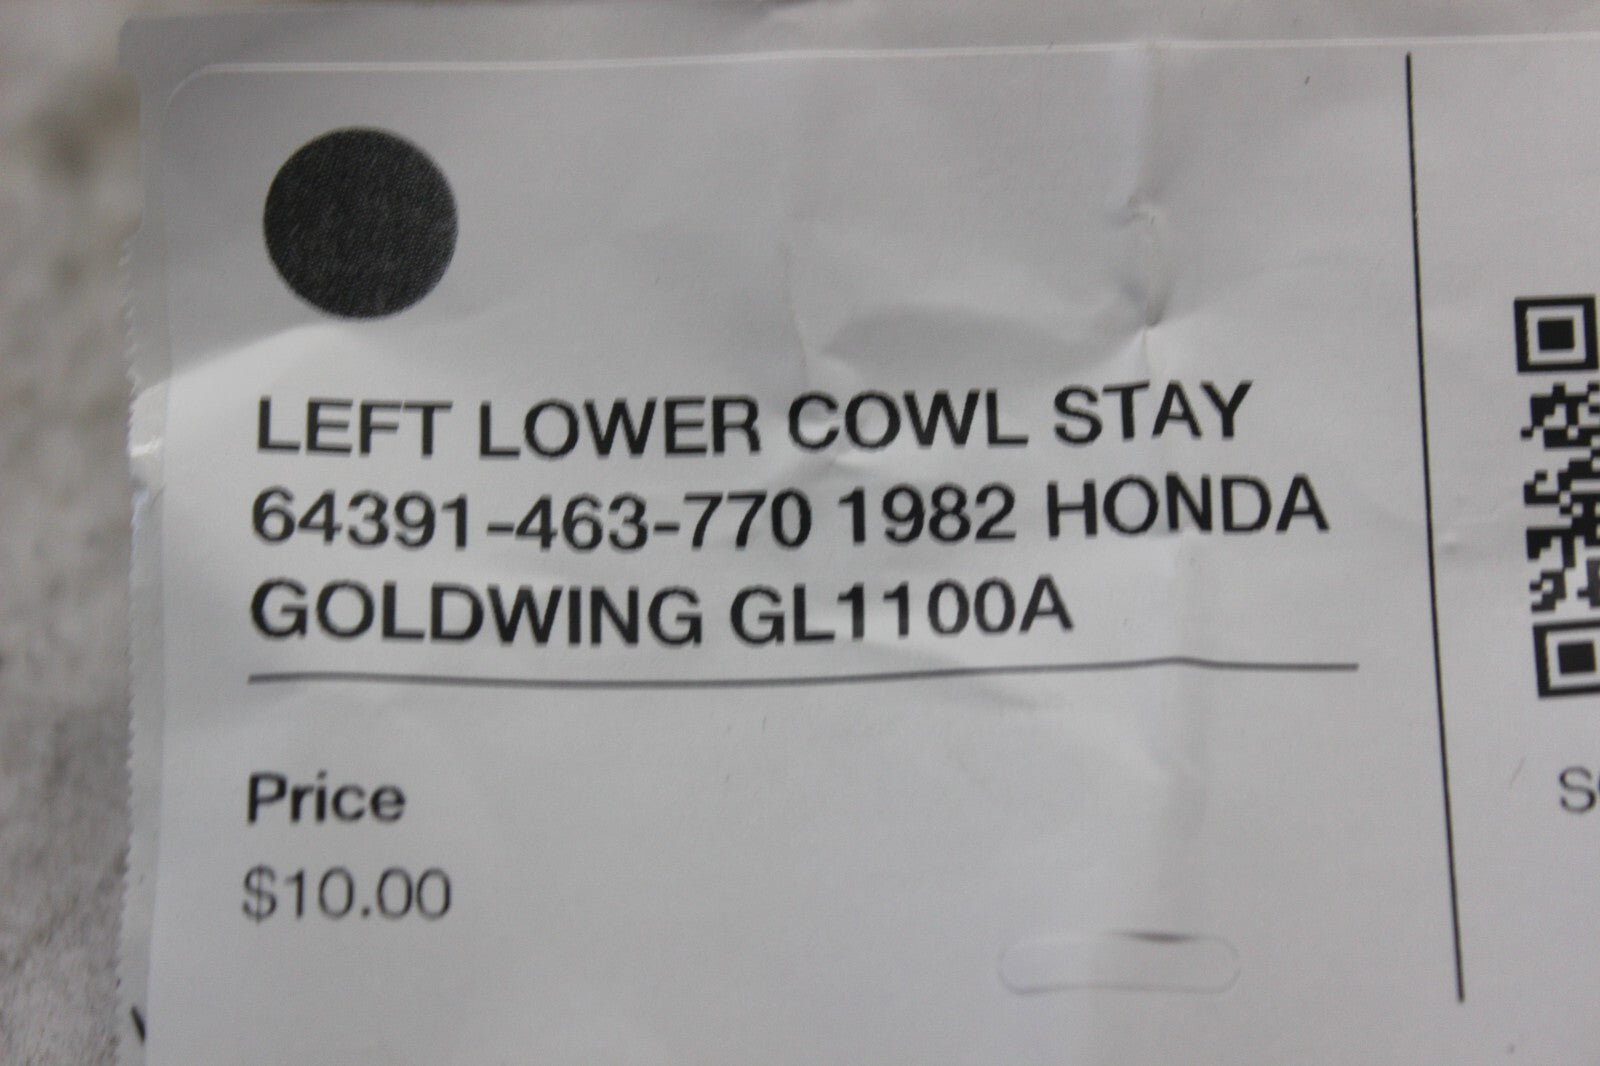 LEFT LOWER COWL STAY
64391-463-770 1982 HONDA
GOLDWING GL1100A
Price
$10.00